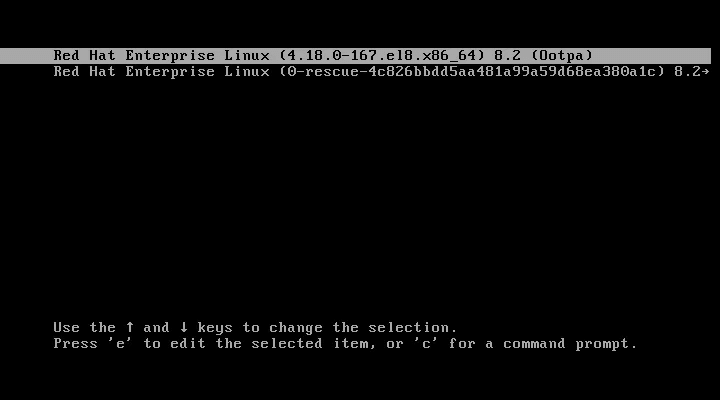 Red Hat Enterprise Linux (4.18.0-167.el8.x86_64) 8.2 (Ootpa)
Red Hat Enterprise Linux (0-rescue-4c826bbdd5aa481a99a59d68ea380a1c) 8.2→
Use the ↑ and ↓ keys to change the selection.
Press 'e' to edit the selected item, or 'c' for a command prompt.